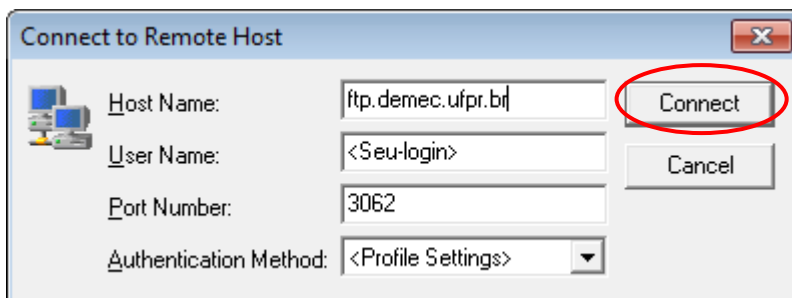 Connect to Remote Host
Host Name: ftp.demec.ufpr.br Connect
User Name: <Seu-login> Cancel
Port Number: 3062
Authentication Method: <Profile Settings>